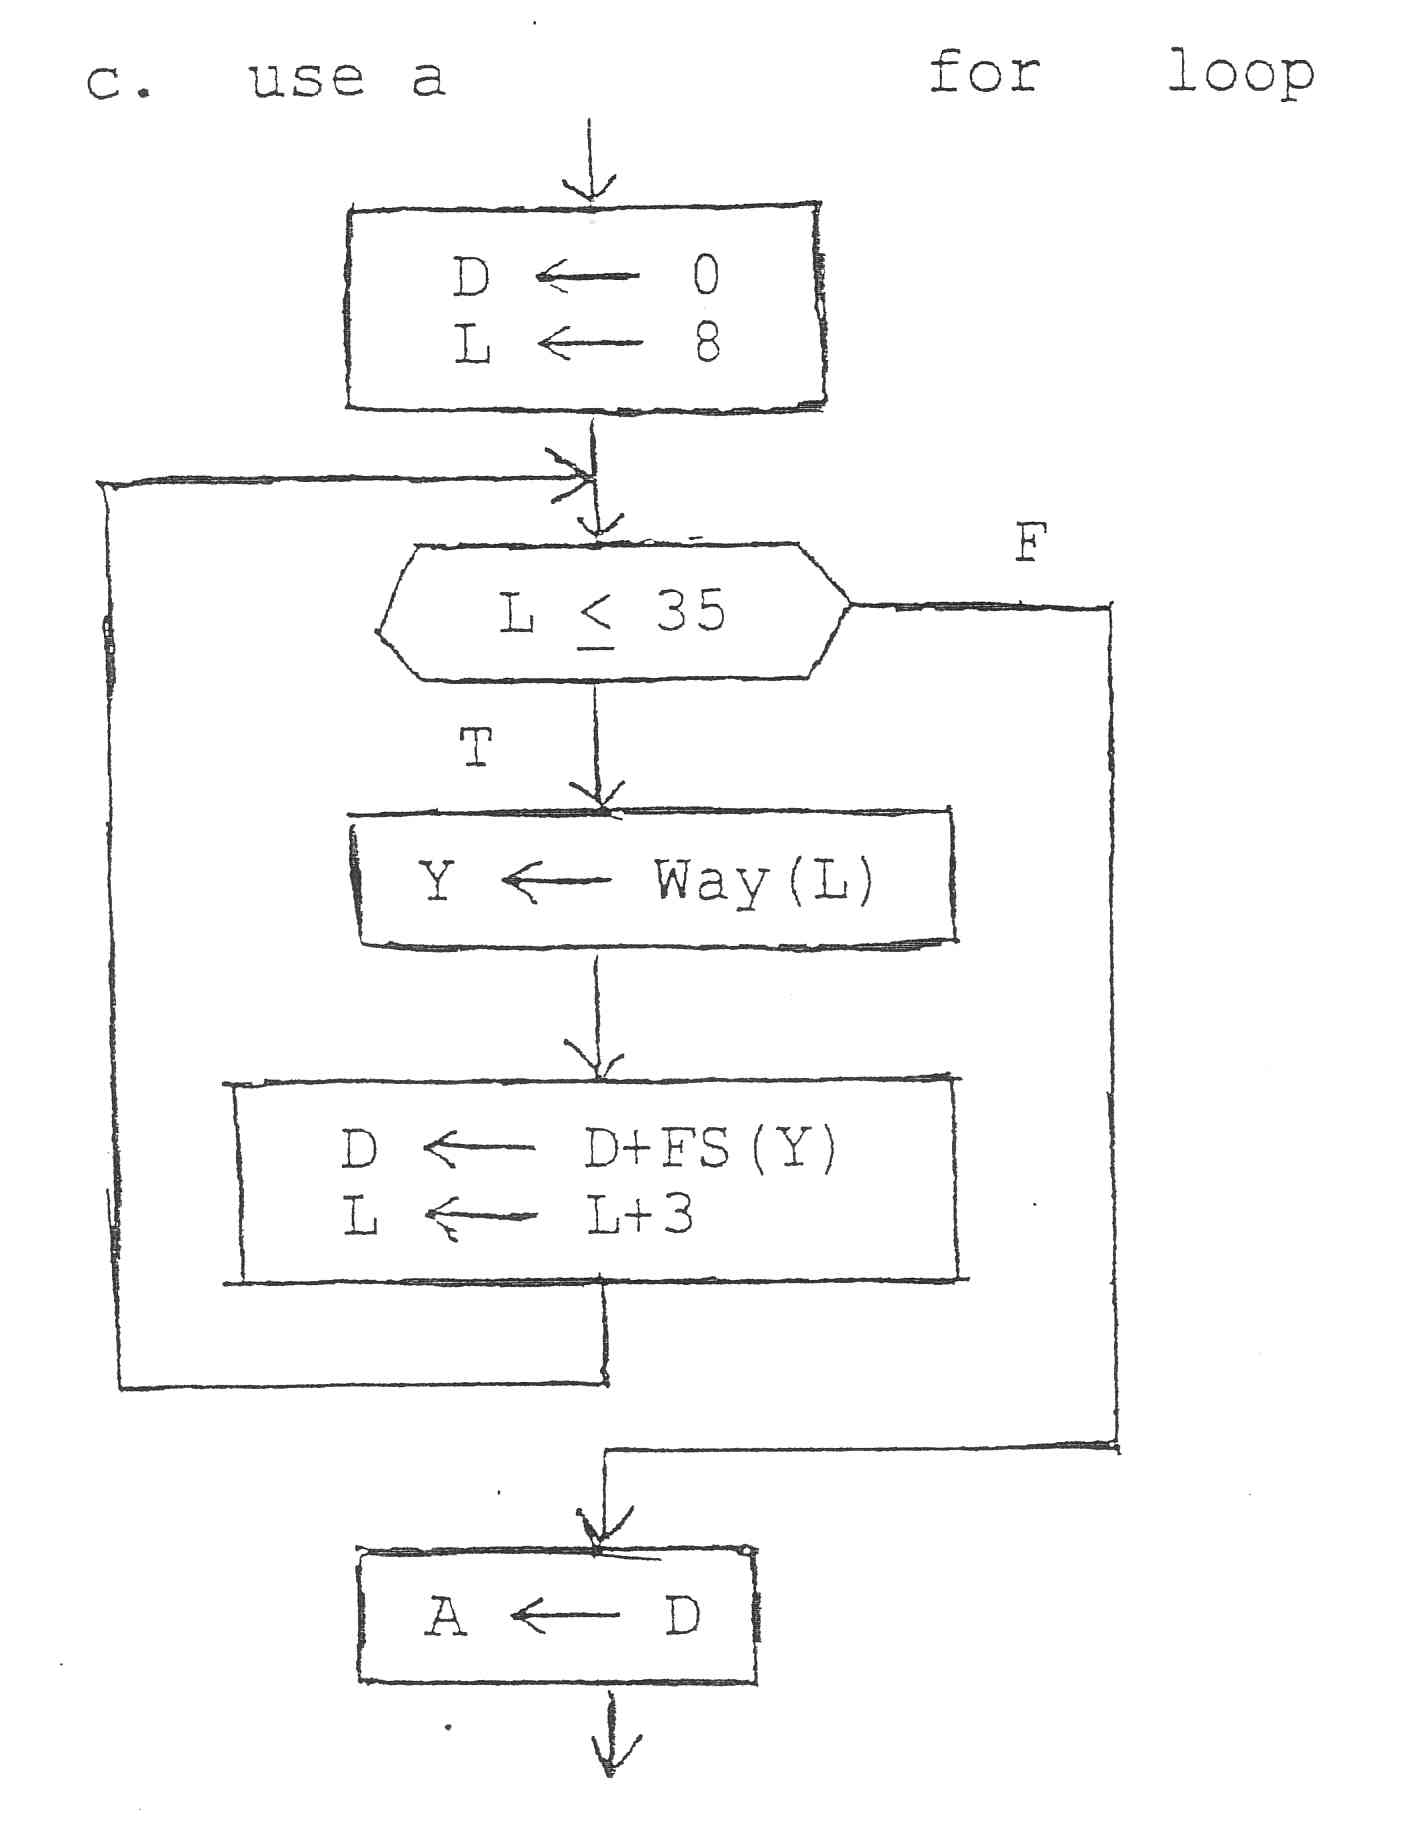 c. use a for loop
D ← 0
L ← 8
L ≤ 35
F
T
Y ← Way(L)
D ← D+FS(Y)
L ← L+3
A ← D